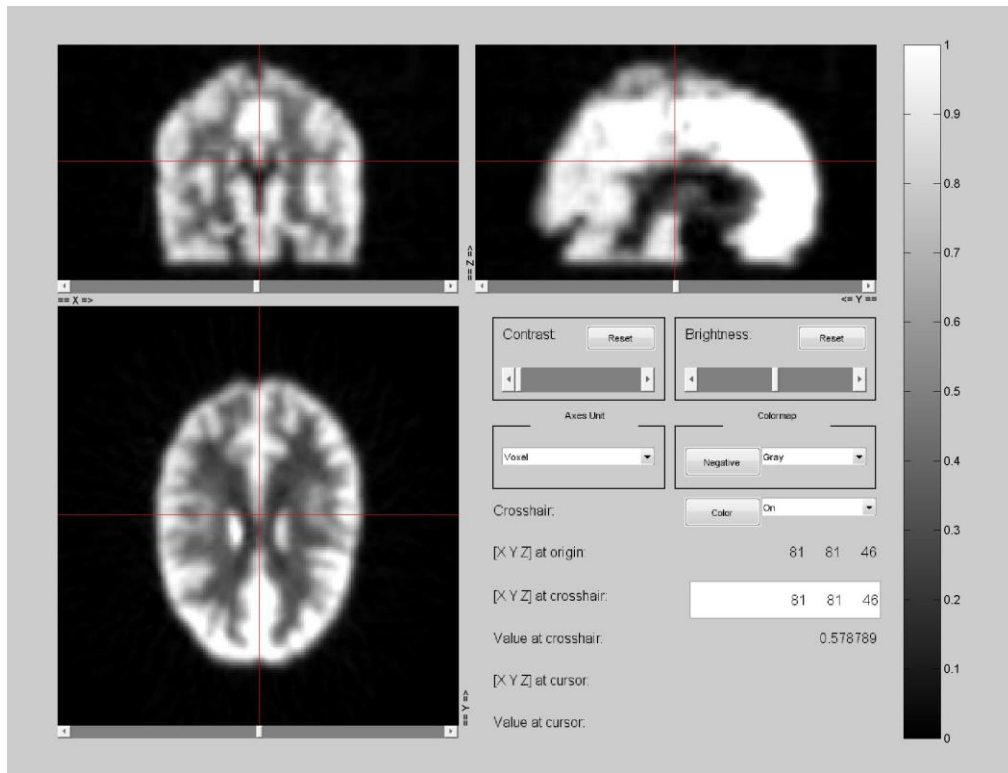 == Z =>
== X =>
<= Y ==
== Y =>
Contrast:
Reset
Brightness:
Reset
Axes Unit
Colormap
Voxel
Negative
Gray
Crosshair:
Color
On
[X Y Z] at origin:
81 81 46
[X Y Z] at crosshair:
81 81 46
Value at crosshair:
0.578789
[X Y Z] at cursor:
Value at cursor:
1
0.9
0.8
0.7
0.6
0.5
0.4
0.3
0.2
0.1
0